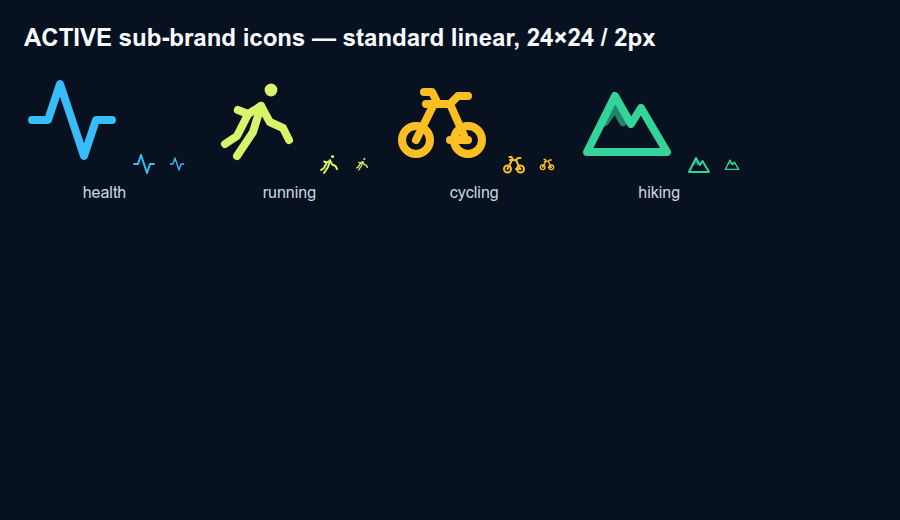 ACTIVE sub-brand icons — standard linear, 24×24 / 2px
health
running
cycling
hiking